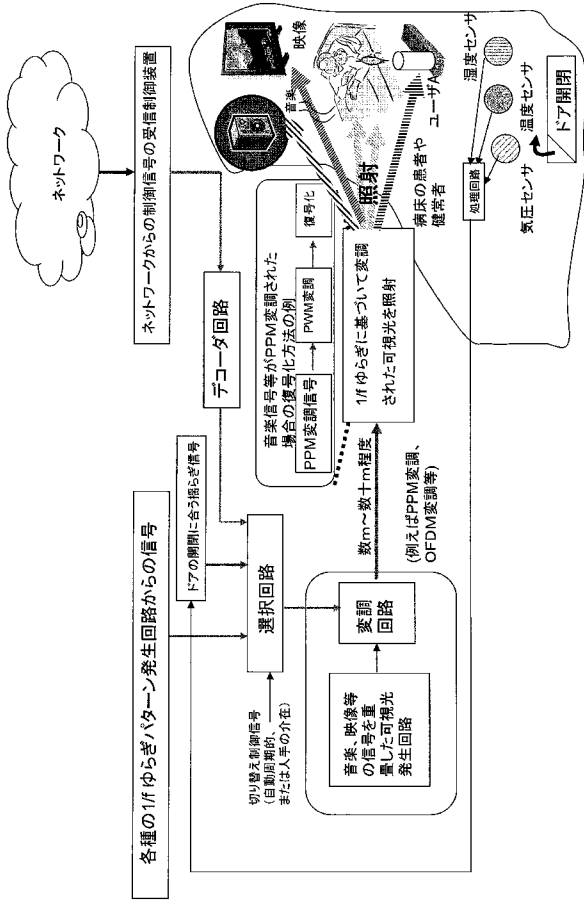 ネットワーク
ネットワークからの制御信号の受信制御装置
デコーダ回路
各種の1/fゆらぎパターン発生回路からの信号
ドアの開閉に合う揺らぎ信号
選択回路
切り替え制御信号
(自動周期的、
または人手の介在)
音楽、映像等
の信号を重
畳した可視光
発生回路
変調
回路
数m~数十m程度
(例えばPPM変調、
OFDM変調等)
音楽信号等がPPM変調された
場合の復号化方法の例
PPM変調信号
PWM変調
復号化
1/fゆらぎに基づいて変調
された可視光を照射
照射
音楽
映像
ユーザA
病床の患者や
健常者
処理回路
湿度センサ
温度センサ
気圧センサ
ドア開閉